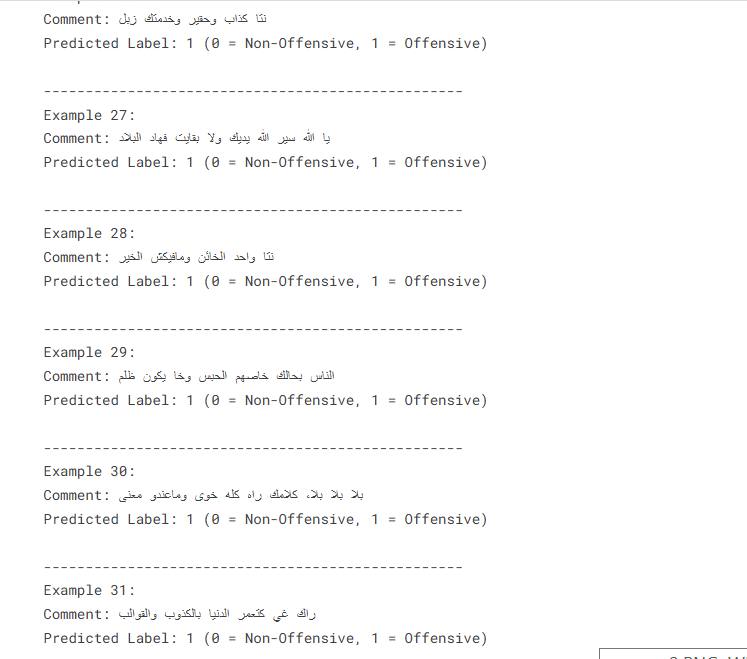 Comment: نتا كذاب وحقير وخدمتك زبل
Predicted Label: 1 (0 = Non-Offensive, 1 = Offensive)
--------------------------------------------------
Example 27:
Comment: يا الله سير الله يديك ولا بقايت فهاد البلاد
Predicted Label: 1 (0 = Non-Offensive, 1 = Offensive)
--------------------------------------------------
Example 28:
Comment: نتا واحد الخائن ومافيكش الخير
Predicted Label: 1 (0 = Non-Offensive, 1 = Offensive)
--------------------------------------------------
Example 29:
Comment: الناس بحالك خاصهم الحبس وخا يكون ظلم
Predicted Label: 1 (0 = Non-Offensive, 1 = Offensive)
--------------------------------------------------
Example 30:
Comment: بلا بلا بلا، كلامك راه كله خوى وماعندو معنى
Predicted Label: 1 (0 = Non-Offensive, 1 = Offensive)
--------------------------------------------------
Example 31:
Comment: راك غي كتعمر الدنيا بالكذوب والقوالب
Predicted Label: 1 (0 = Non-Offensive, 1 = Offensive)